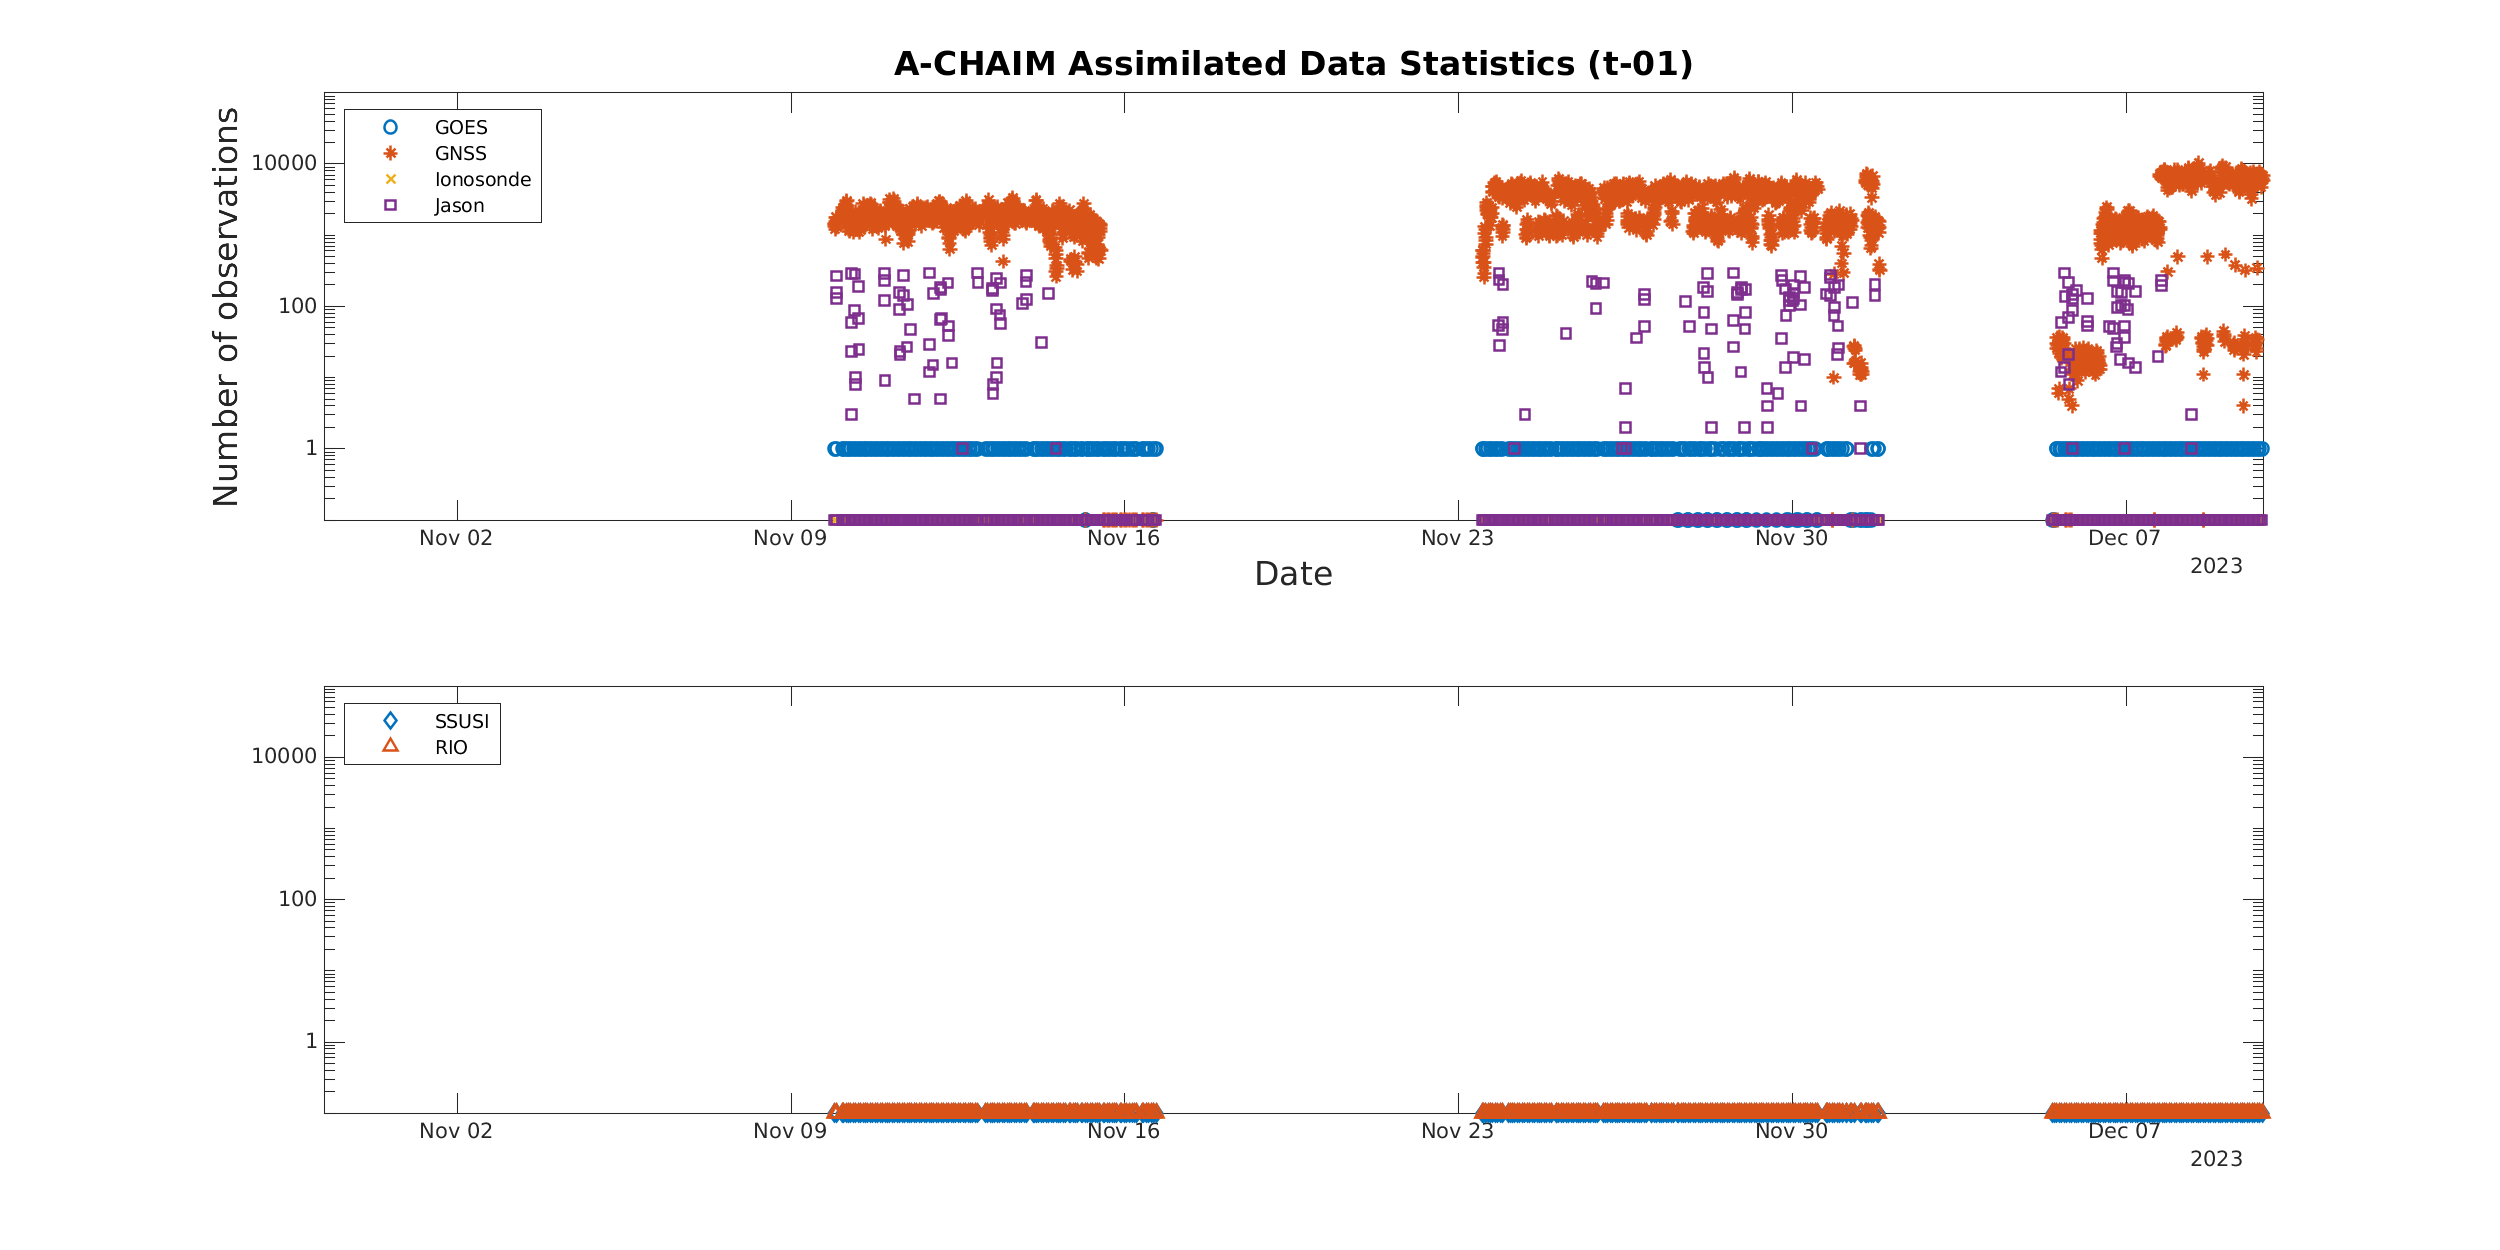 A-CHAIM Assimilated Data Statistics (t-01)
Number of observations
GOES
GNSS
Ionosonde
Jason
10000
100
1
Nov 02 Nov 09 Nov 16 Nov 23 Nov 30 Dec 07
2023
Date
SSUSI
RIO
10000
100
1
Nov 02 Nov 09 Nov 16 Nov 23 Nov 30 Dec 07
2023